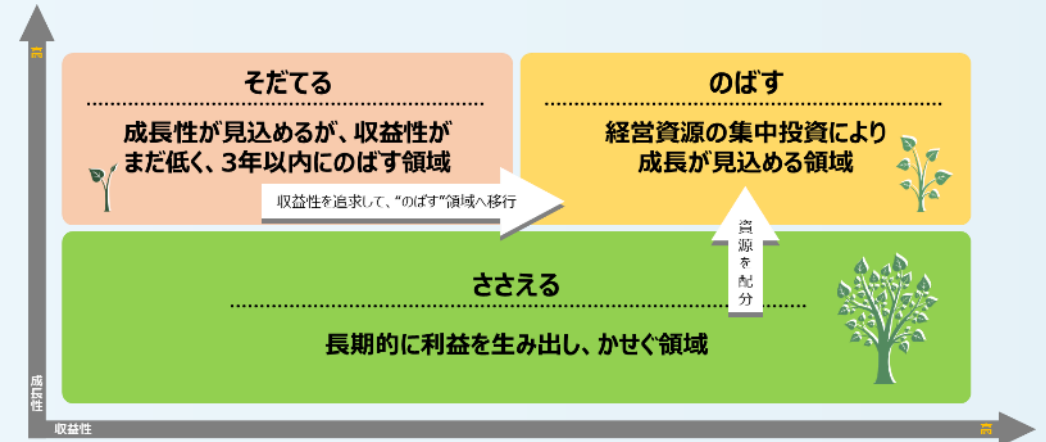 高
そだてる
成長性が見込めるが、収益性が
まだ低く、3年以内にのばす領域
収益性を追求して、“のばす”領域へ移行
のばす
経営資源の集中投資により
成長が見込める領域
資源を配分
ささえる
長期的に利益を生み出し、かせぐ領域
成長性
収益性
高